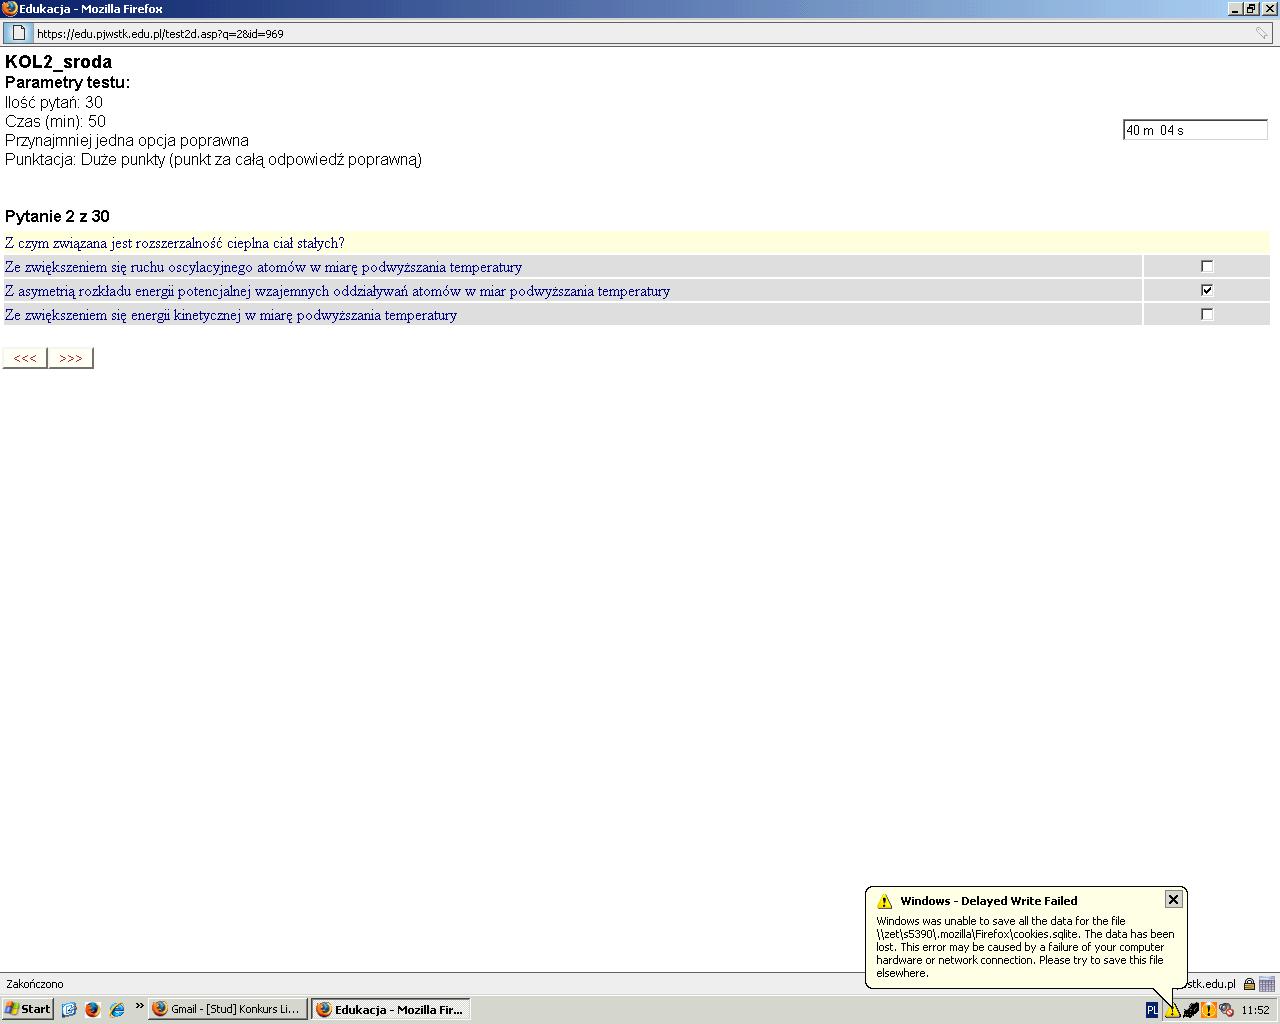 Edukacja - Mozilla Firefox
https://edu.pjwstk.edu.pl/test2d.asp?q=2&id=969
KOL2_sroda
Parametry testu:
Ilość pytań: 30
Czas (min): 50
Przynajmniej jedna opcja poprawna
Punktacja: Duże punkty (punkt za całą odpowiedź poprawną)
40 m 04 s
Pytanie 2 z 30
Z czym związana jest rozszerzalność cieplna ciał stałych?
Ze zwiększeniem się ruchu oscylacyjnego atomów w miarę podwyższania temperatury
Z asymetrią rozkładu energii potencjalnej wzajemnych oddziaływań atomów w miar podwyższania temperatury
Ze zwiększeniem się energii kinetycznej w miarę podwyższania temperatury
<<< >>>
Windows - Delayed Write Failed
Windows was unable to save all the data for the file
\\zet\s5390\.mozilla\Firefox\cookies.sqlite. The data has been
lost. This error may be caused by a failure of your computer
hardware or network connection. Please try to save this file
elsewhere.
Zakończono
wstk.edu.pl
Start
Gmail - [Stud] Konkurs Li...
Edukacja - Mozilla Fir...
PL
11:52